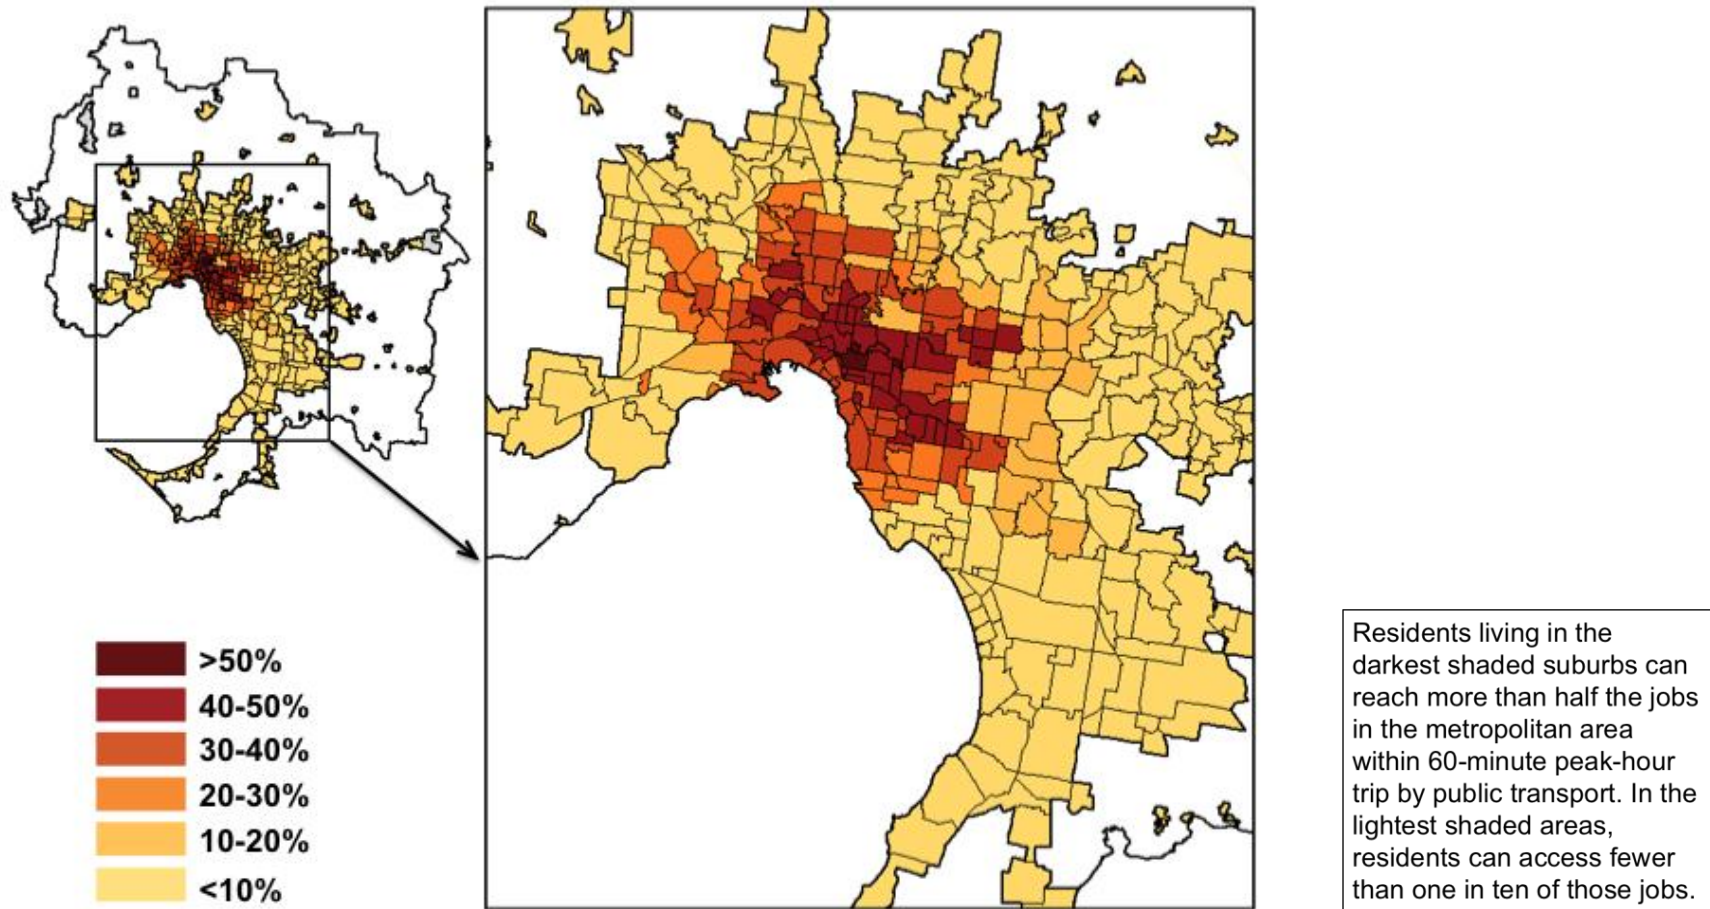 >50%
40-50%
30-40%
20-30%
10-20%
<10%
Residents living in the
darkest shaded suburbs can
reach more than half the jobs
in the metropolitan area
within 60-minute peak-hour
trip by public transport. In the
lightest shaded areas,
residents can access fewer
than one in ten of those jobs.